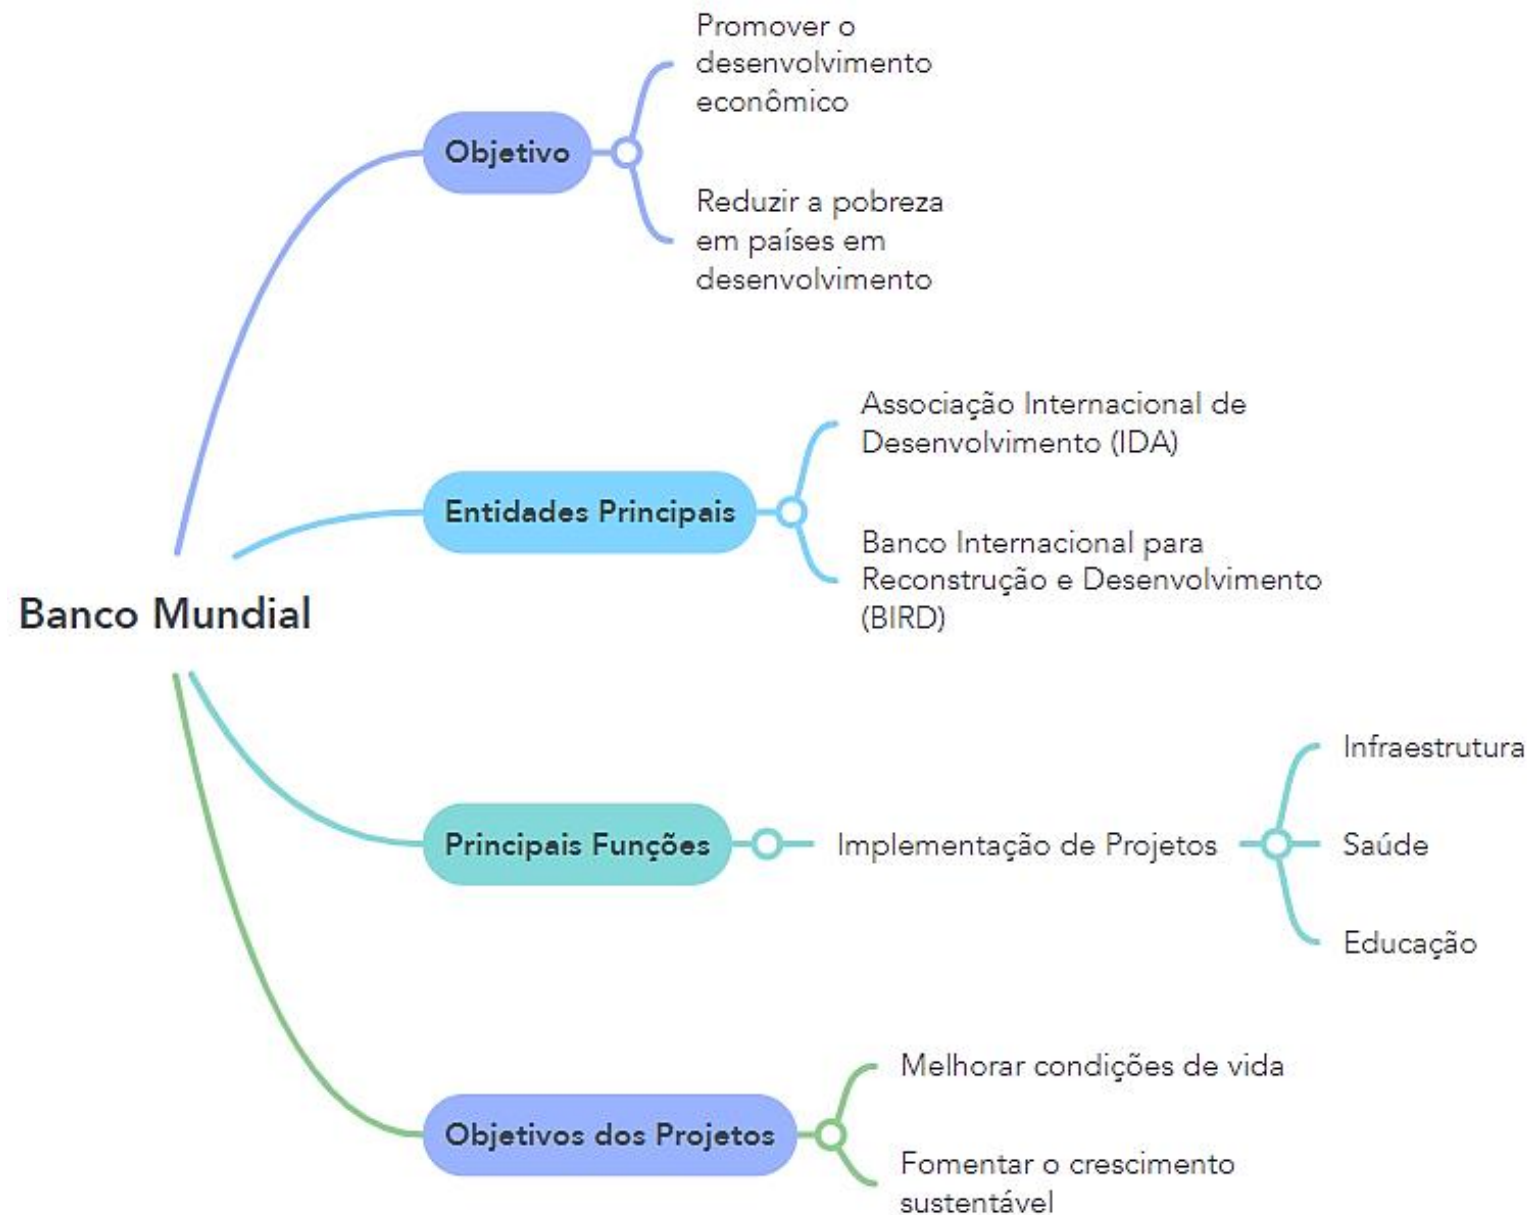 Promover o
desenvolvimento
econômico
Objetivo
Reduzir a pobreza
em países em
desenvolvimento
Associação Internacional de
Desenvolvimento (IDA)
Entidades Principais
Banco Internacional para
Reconstrução e Desenvolvimento
(BIRD)
Banco Mundial
Infraestrutura
Principais Funções
Implementação de Projetos
Saúde
Educação
Melhorar condições de vida
Objetivos dos Projetos
Fomentar o crescimento
sustentável